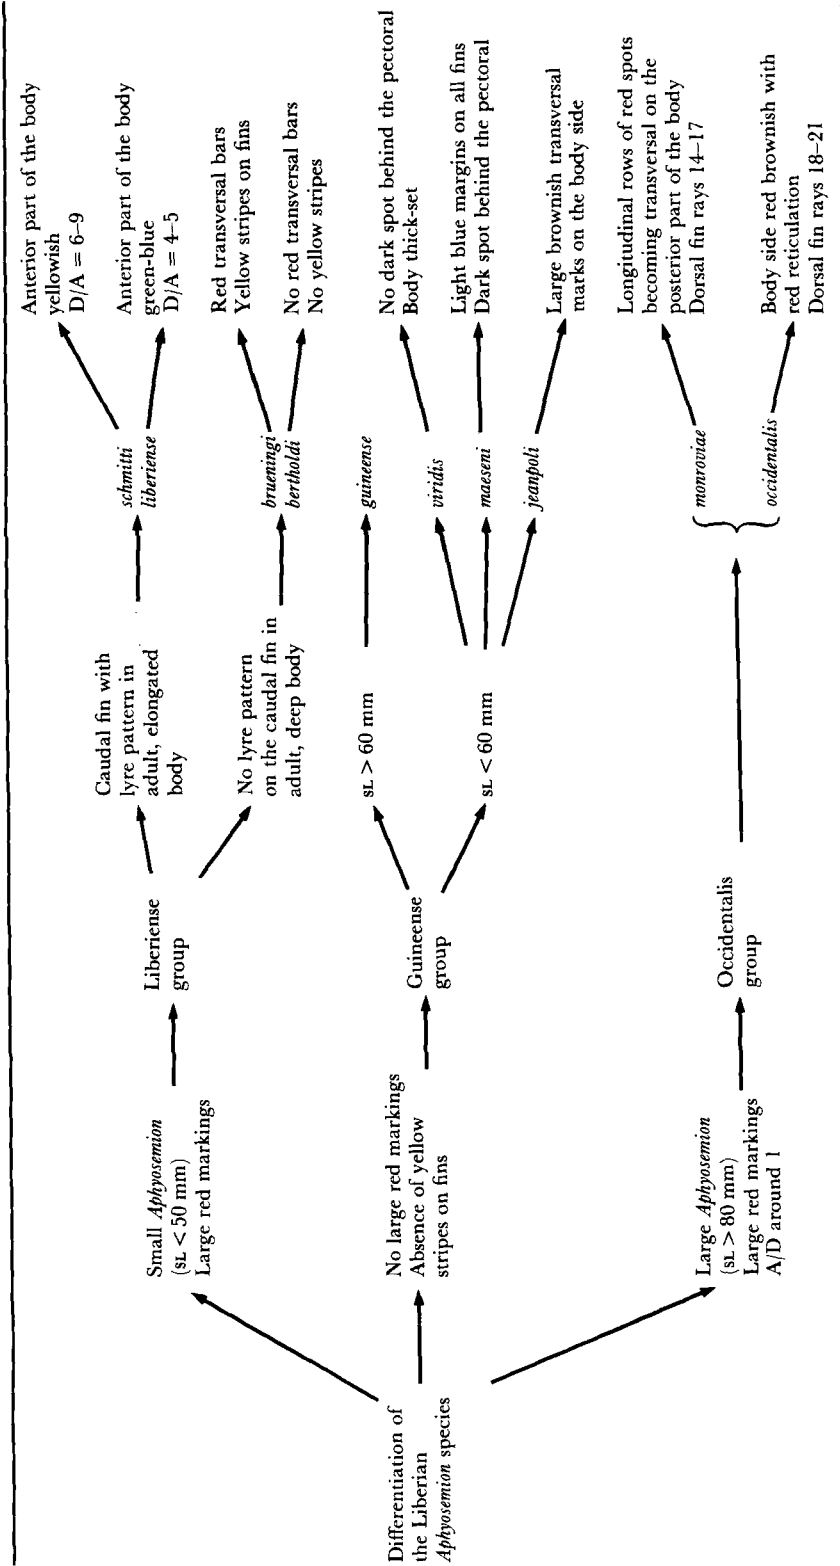 Differentiation of
the Liberian
Aphyosemion species
Small Aphyosemion
(SL < 50 mm)
Large red markings
No large red markings
Absence of yellow
stripes on fins
Large Aphyosemion
(SL > 80 mm)
Large red markings
A/D around 1
Liberiense
group
Guineense
group
Occidentalis
group
Caudal fin with
lyre pattern in
adult, elongated
body
No lyre pattern
on the caudal fin in
adult, deep body
SL > 60 mm
SL < 60 mm
schmitti
liberiense
brueningi
bertholdi
guineense
viridis
maeseni
jeanpoli
monroviae
occidentalis
Anterior part of the body
yellowish
D/A = 6–9
Anterior part of the body
green-blue
D/A = 4–5
Red transversal bars
Yellow stripes on fins
No red transversal bars
No yellow stripes
No dark spot behind the pectoral
Body thick-set
Light blue margins on all fins
Dark spot behind the pectoral
Large brownish transversal
marks on the body side
Longitudinal rows of red spots
becoming transversal on the
posterior part of the body
Dorsal fin rays 14–17
Body side red brownish with
red reticulation
Dorsal fin rays 18–21